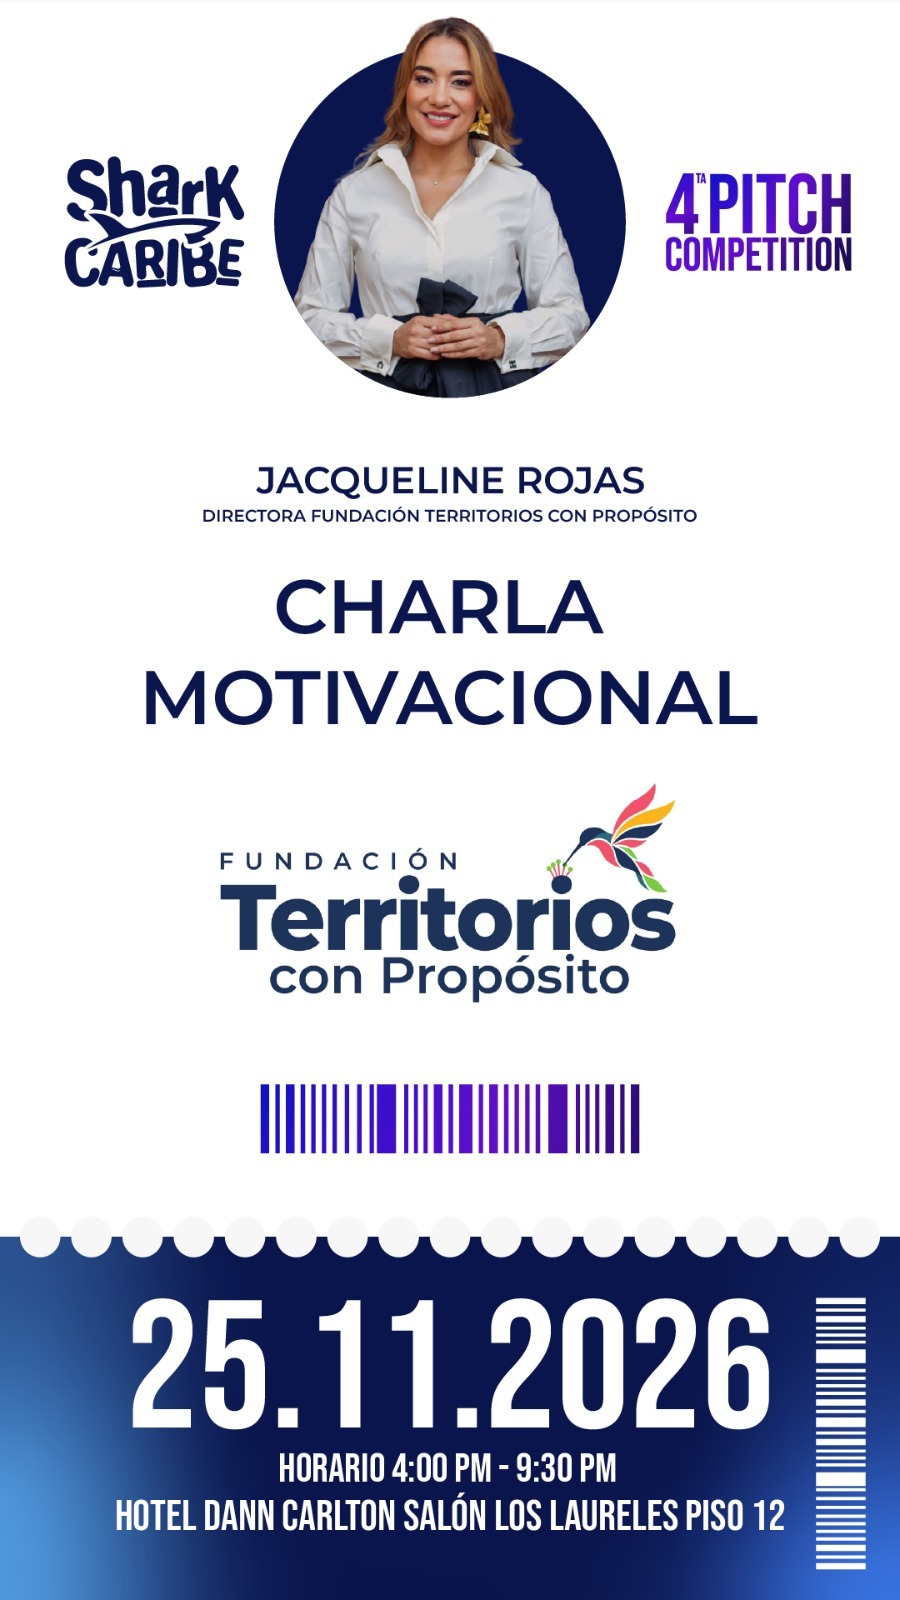 Shark
CARIBE
4TA PITCH
COMPETITION
JACQUELINE ROJAS
DIRECTORA FUNDACIÓN TERRITORIOS CON PROPÓSITO
CHARLA
MOTIVACIONAL
FUNDACIÓN
Territorios
con Propósito
25.11.2026
HORARIO 4:00 PM - 9:30 PM
HOTEL DANN CARLTON SALÓN LOS LAURELES PISO 12